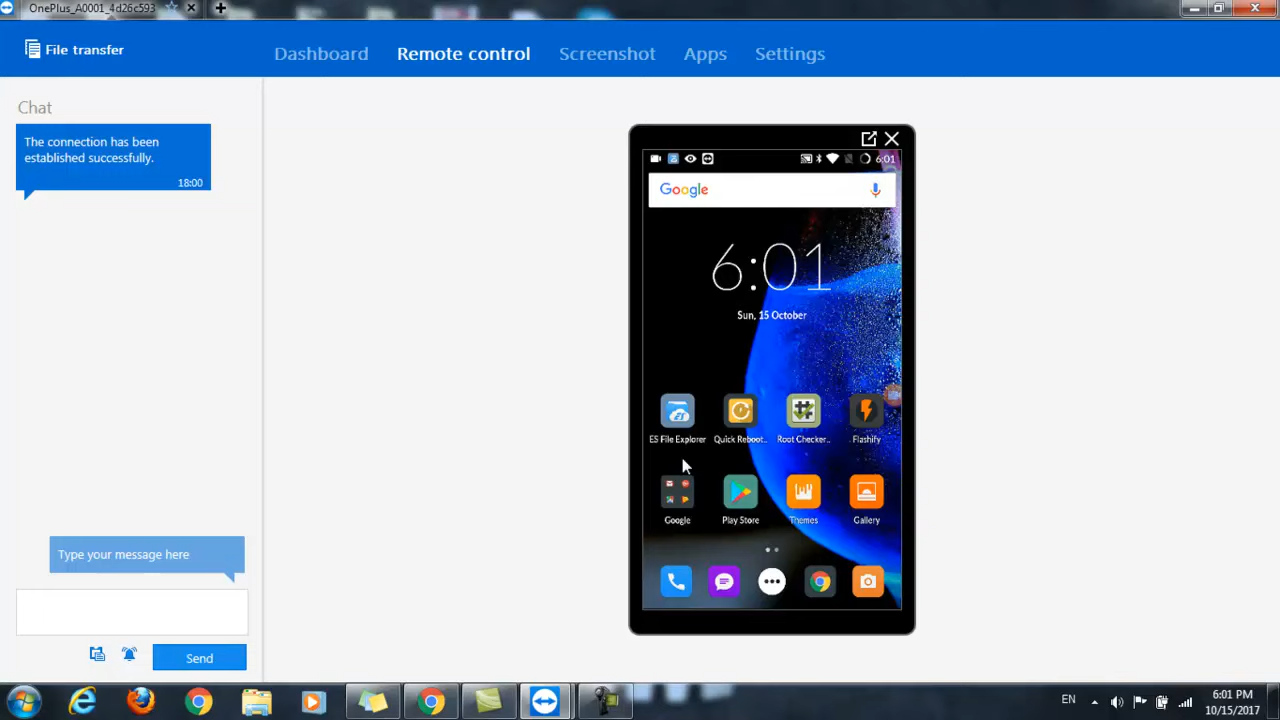 OnePlus_A0001_4d26c593
File transfer
Dashboard
Remote control
Screenshot
Apps
Settings
Chat
The connection has been
established successfully.
18:00
6:01
Google
6:01
Sun, 15 October
ES File Explorer
Quick Reboot..
Root Checker..
Flashify
Google
Play Store
Themes
Gallery
Type your message here
Send
EN
6:01 PM
10/15/2017